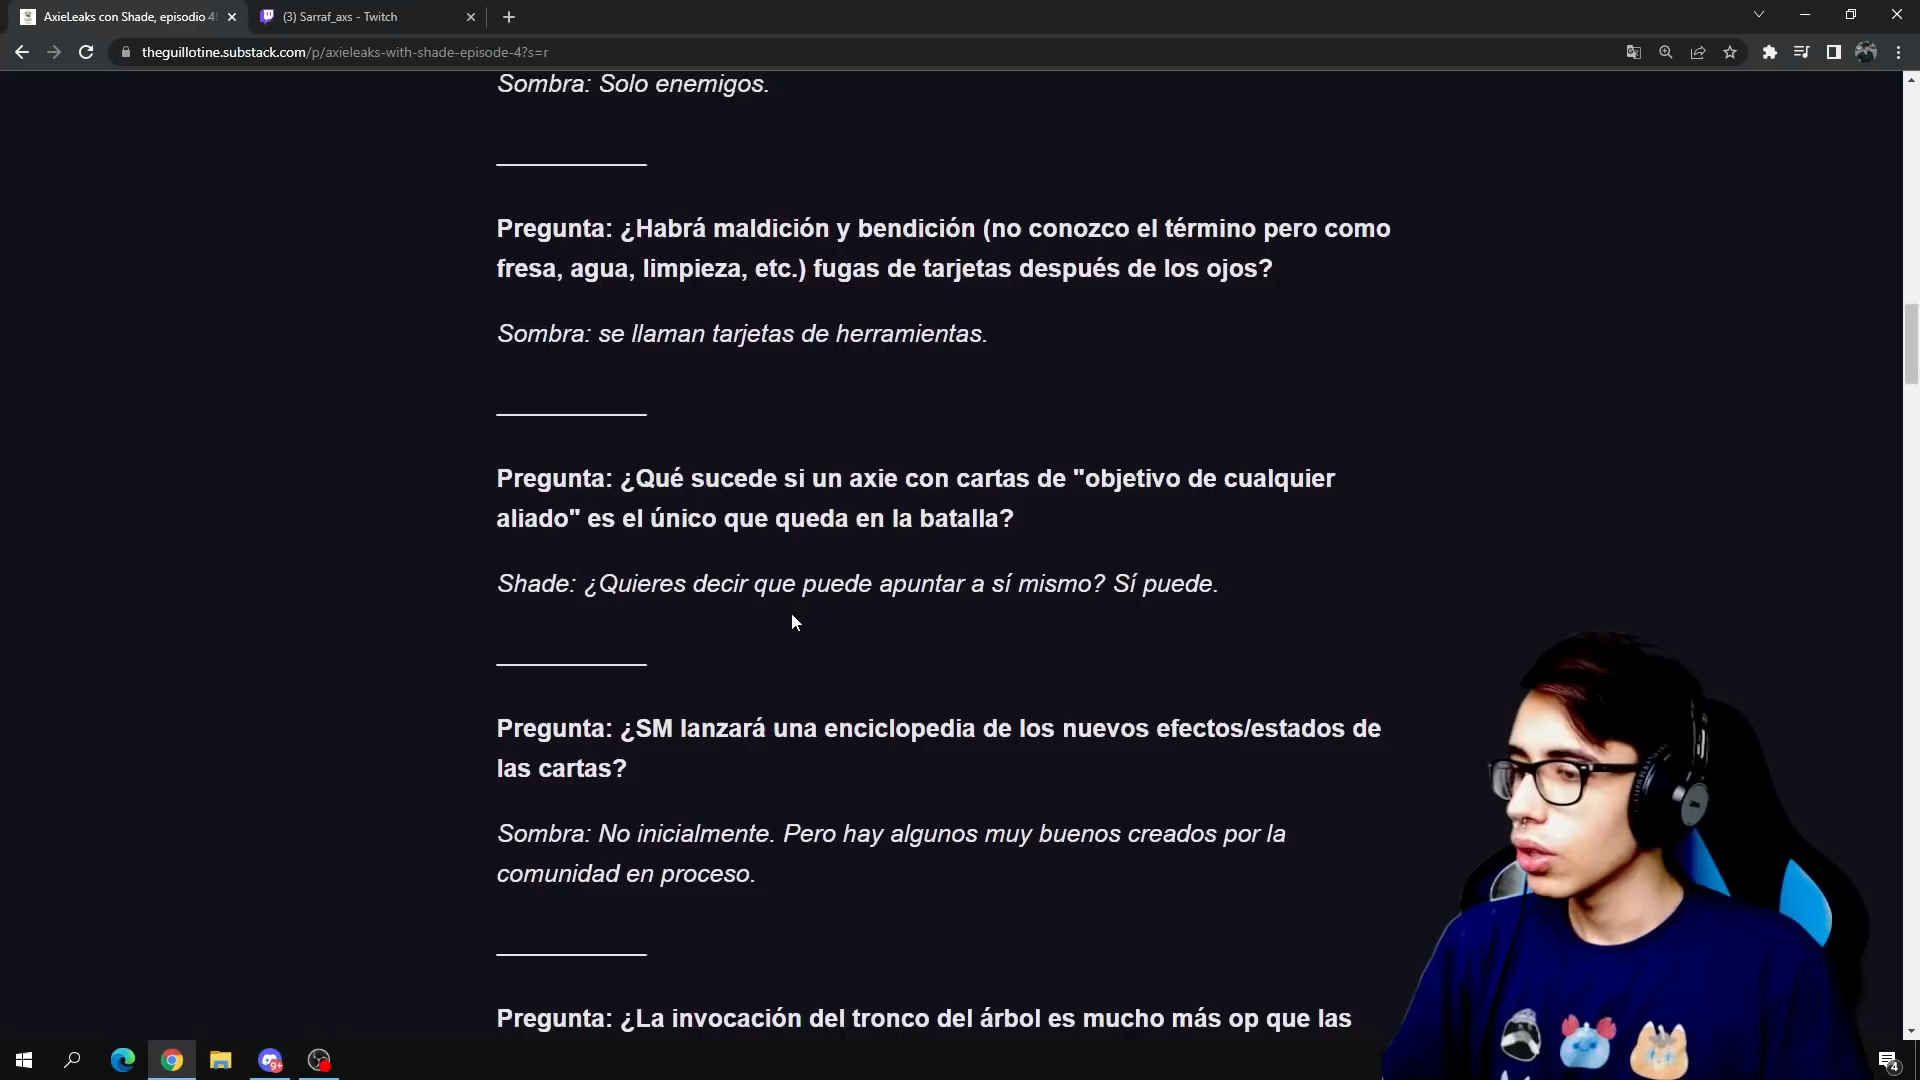 AxieLeaks con Shade, episodio 4
(3) Sarraf_axs - Twitch
theguillotine.substack.com/p/axieleaks-with-shade-episode-4?s=r
Sombra: Solo enemigos.
Pregunta: ¿Habrá maldición y bendición (no conozco el término pero como
fresa, agua, limpieza, etc.) fugas de tarjetas después de los ojos?
Sombra: se llaman tarjetas de herramientas.
Pregunta: ¿Qué sucede si un axie con cartas de "objetivo de cualquier
aliado" es el único que queda en la batalla?
Shade: ¿Quieres decir que puede apuntar a sí mismo? Sí puede.
Pregunta: ¿SM lanzará una enciclopedia de los nuevos efectos/estados de
las cartas?
Sombra: No inicialmente. Pero hay algunos muy buenos creados por la
comunidad en proceso.
Pregunta: ¿La invocación del tronco del árbol es mucho más op que las
9+
4